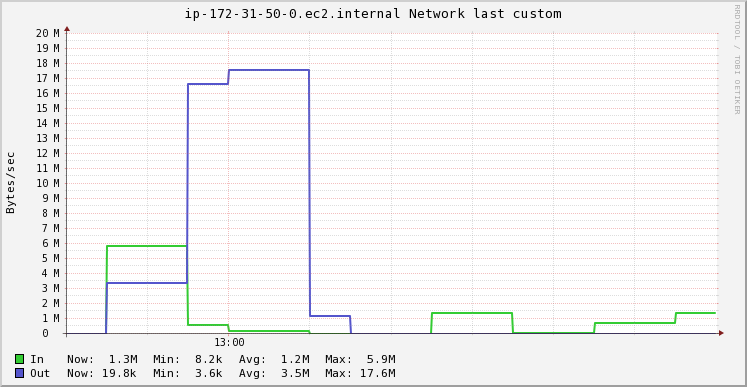 ip-172-31-50-0.ec2.internal Network last custom
RRDTOOL / TOBI OETIKER
Bytes/sec
20 M
19 M
18 M
17 M
16 M
15 M
14 M
13 M
12 M
11 M
10 M
9 M
8 M
7 M
6 M
5 M
4 M
3 M
2 M
1 M
0
13:00
In Now: 1.3M Min: 8.2k Avg: 1.2M Max: 5.9M
Out Now: 19.8k Min: 3.6k Avg: 3.5M Max: 17.6M